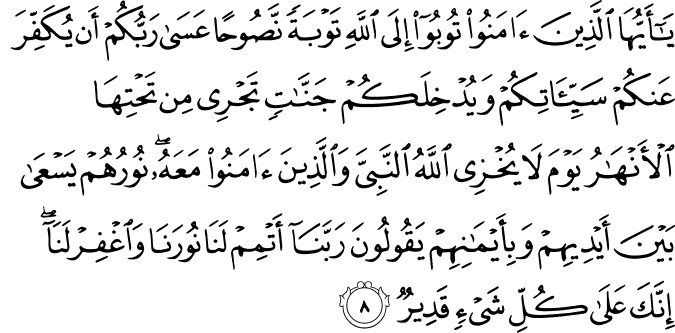 يَـٰٓأَيُّهَا ٱلَّذِينَ ءَامَنُوا۟ تُوبُوٓا۟ إِلَى ٱللَّهِ تَوْبَةً نَّصُوحًا عَسَىٰ رَبُّكُمْ أَن يُكَفِّرَ
عَنكُمْ سَيِّـَٔاتِكُمْ وَيُدْخِلَكُمْ جَنَّـٰتٍ تَجْرِى مِن تَحْتِهَا
ٱلْأَنْهَـٰرُ يَوْمَ لَا يُخْزِى ٱللَّهُ ٱلنَّبِىَّ وَٱلَّذِينَ ءَامَنُوا۟ مَعَهُۥ ۖ نُورُهُمْ يَسْعَىٰ
بَيْنَ أَيْدِيهِمْ وَبِأَيْمَـٰنِهِمْ يَقُولُونَ رَبَّنَآ أَتْمِمْ لَنَا نُورَنَا وَٱغْفِرْ لَنَآ ۖ
إِنَّكَ عَلَىٰ كُلِّ شَىْءٍ قَدِيرٌ ٨